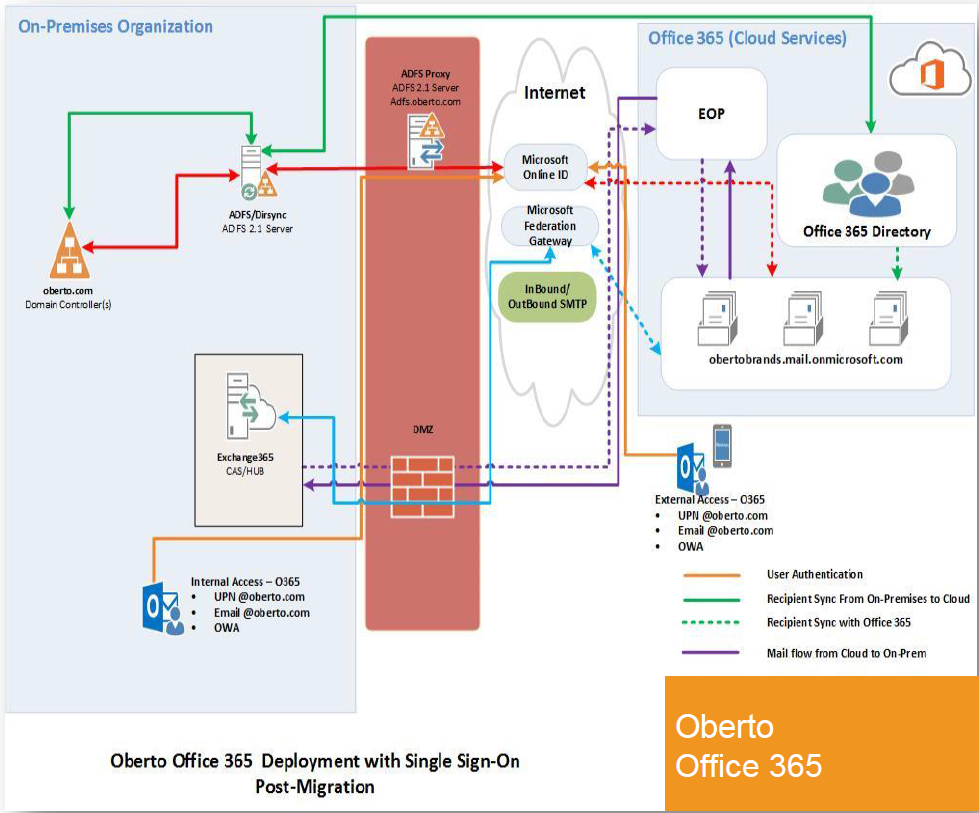 On-Premises Organization
Office 365 (Cloud Services)
ADFS Proxy
ADFS 2.1 Server
Adfs.oberto.com
Internet
EOP
Microsoft
Online ID
ADFS/Dirsync
ADFS 2.1 Server
Microsoft
Federation
Gateway
Office 365 Directory
oberto.com
Domain Controller(s)
InBound/
OutBound SMTP
obertobrands.mail.onmicrosoft.com
DMZ
Exchange365
CAS/HUB
External Access – O365
• UPN @oberto.com
• Email @oberto.com
• OWA
Internal Access – O365
• UPN @oberto.com
• Email @oberto.com
• OWA
User Authentication
Recipient Sync From On-Premises to Cloud
Recipient Sync with Office 365
Mail flow from Cloud to On-Prem
Oberto Office 365 Deployment with Single Sign-On
Post-Migration
Oberto
Office 365